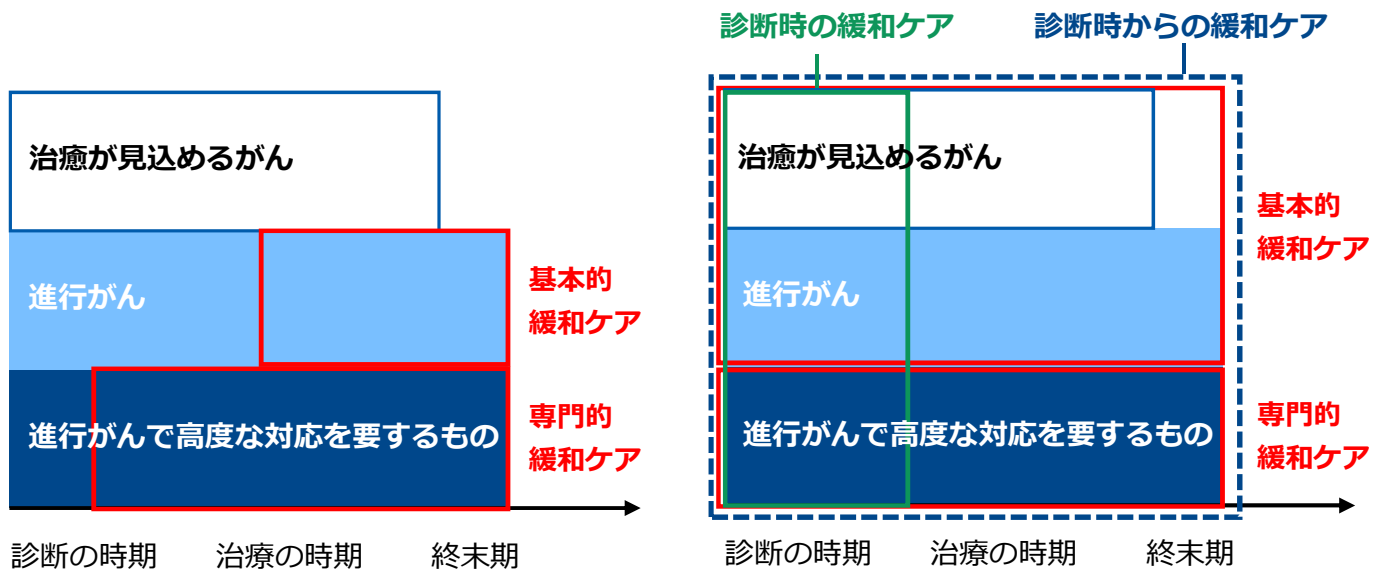 治癒が見込めるがん
進行がん
基本的
緩和ケア
進行がんで高度な対応を要するもの
専門的
緩和ケア
診断の時期
治療の時期
終末期
診断時の緩和ケア
診断時からの緩和ケア
治癒が見込めるがん
基本的
緩和ケア
進行がん
進行がんで高度な対応を要するもの
専門的
緩和ケア
診断の時期
治療の時期
終末期